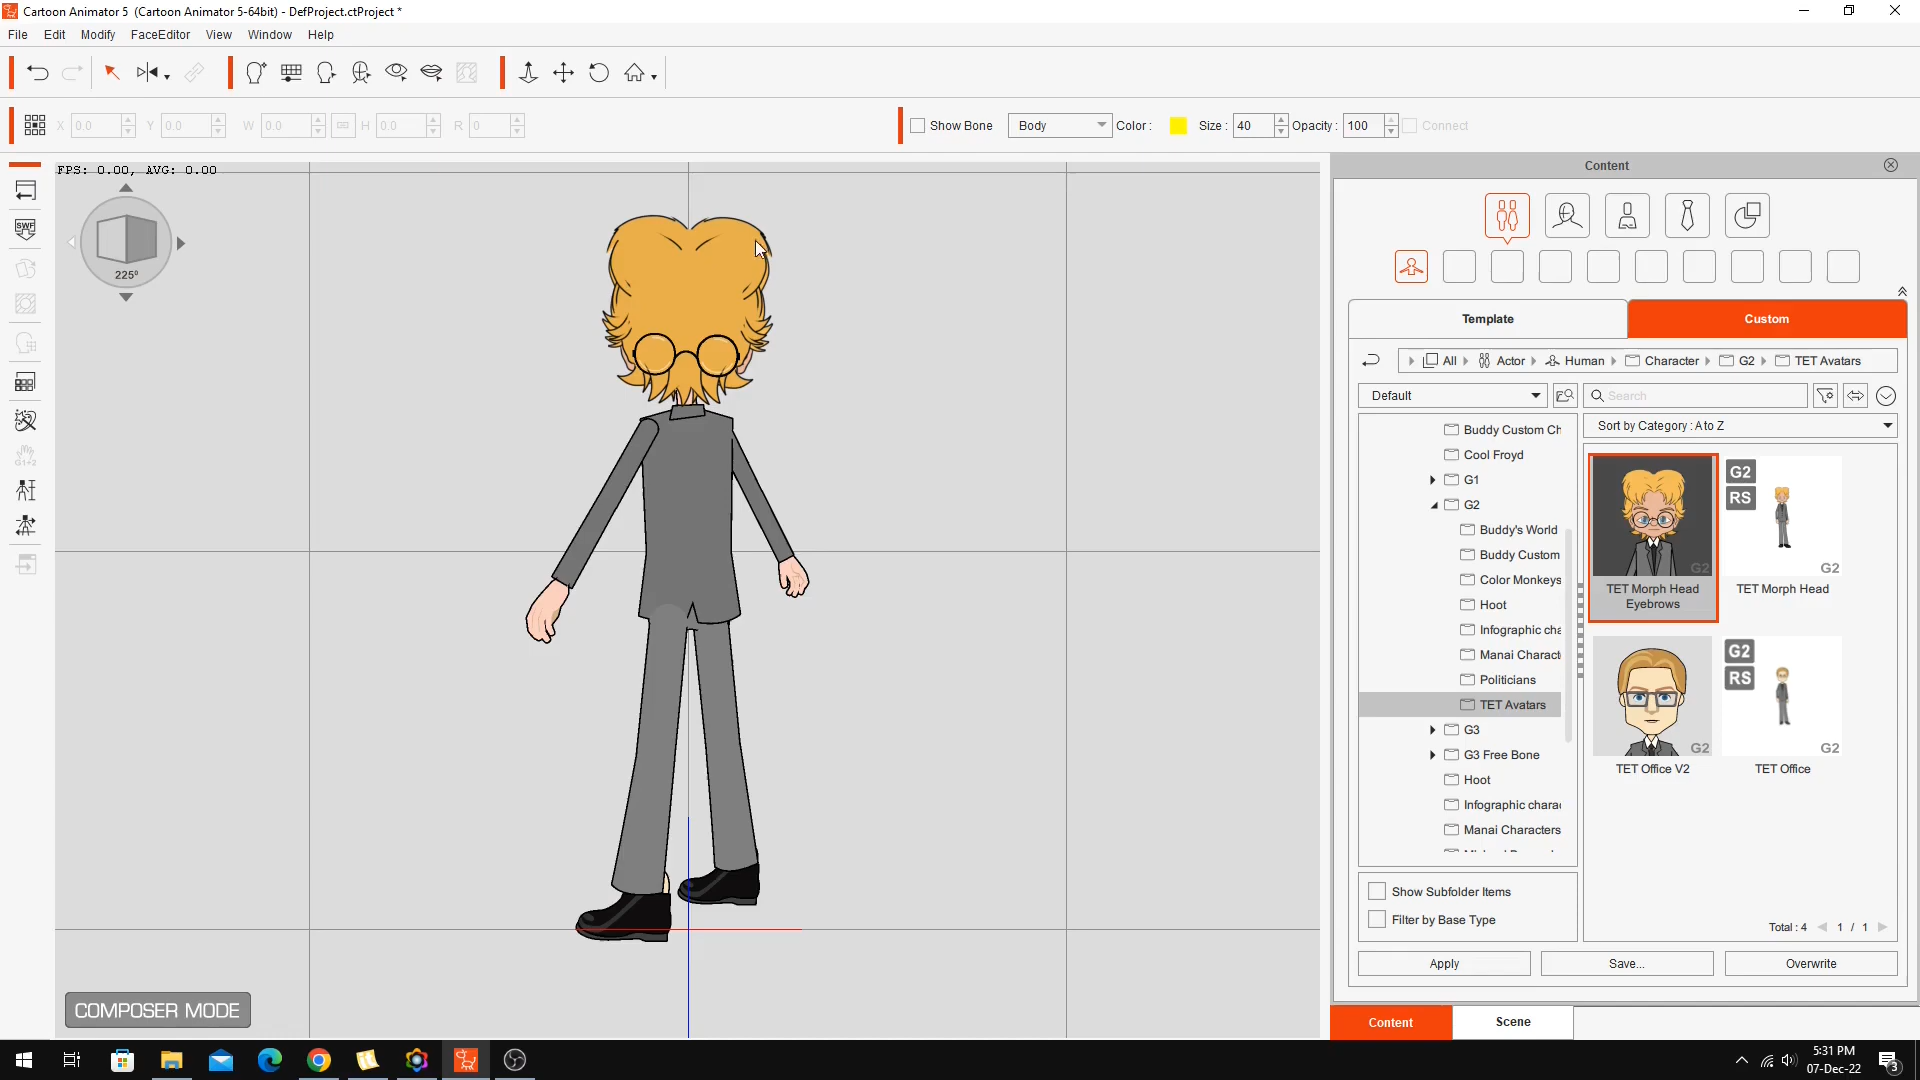 Cartoon Animator 5 (Cartoon Animator 5-64bit) - DefProject.ctProject *
File Edit Modify FaceEditor View Window Help
X 0.0 Y 0.0 W 0.0 H 0.0 R 0
Show Bone Body Color : Size : 40 Opacity : 100 Connect
FPS: 0.00, AVG: 0.00
225°
SWF
G1+2
COMPOSER MODE
Content
Template Custom
All Actor Human Character G2 TET Avatars
Default Search
Sort by Category : A to Z
Buddy Custom Ch
Cool Froyd
G1
G2
Buddy's World
Buddy Custom
Color Monkeys
Hoot
Infographic cha
Manai Charact
Politicians
TET Avatars
G3
G3 Free Bone
Hoot
Infographic chara
Manai Characters
G2
TET Morph Head
Eyebrows
G2
RS
G2
TET Morph Head
G2
TET Office V2
G2
RS
G2
TET Office
Show Subfolder Items
Filter by Base Type
Total : 4 1 / 1
Apply Save... Overwrite
Content Scene
5:31 PM
07-Dec-22
3